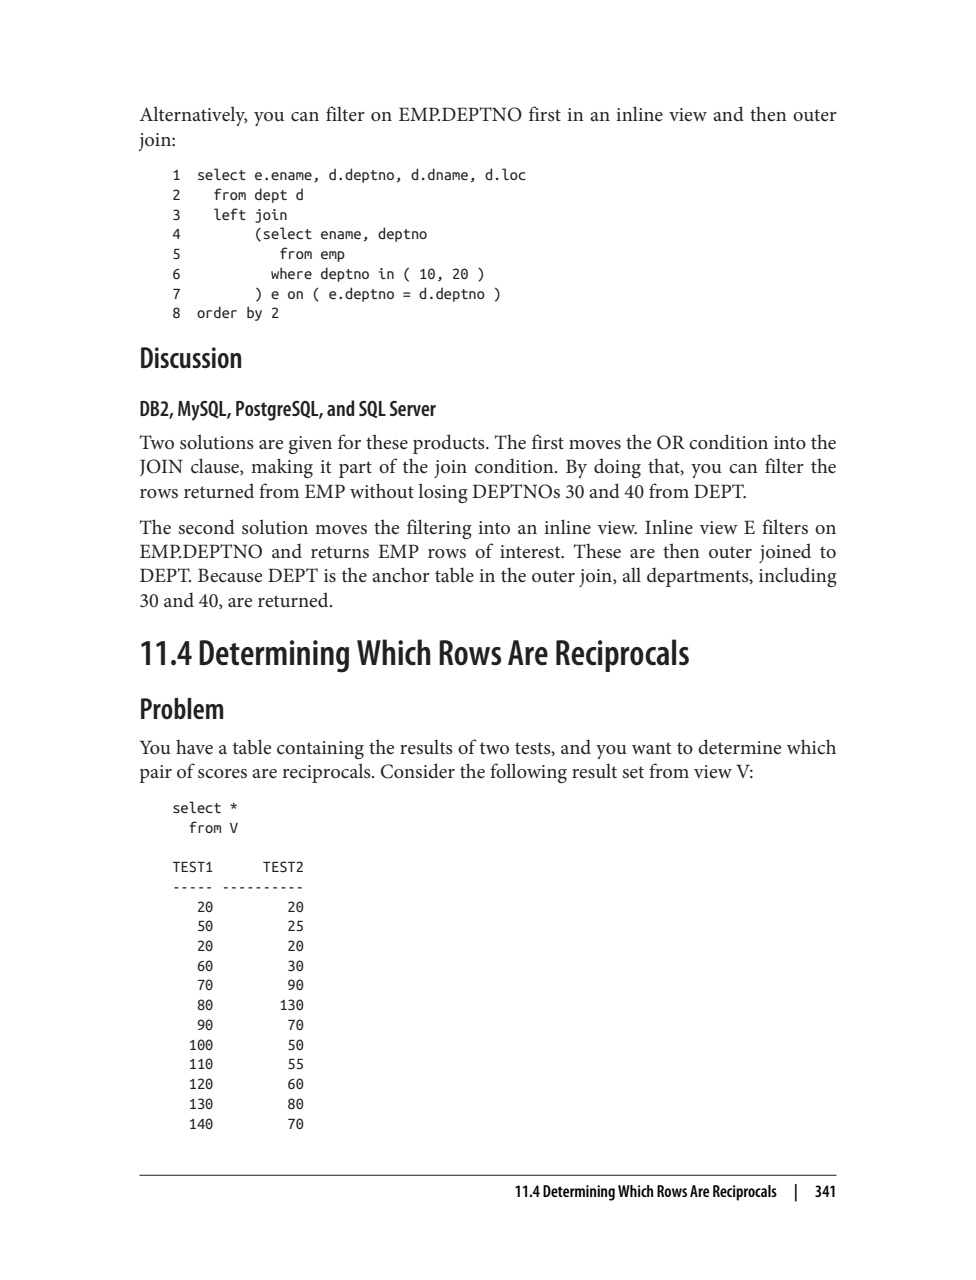 Alternatively, you can filter on EMP.DEPTNO first in an inline view and then outer
join:
1  select e.ename, d.deptno, d.dname, d.loc
2    from dept d
3    left join
4         (select ename, deptno
5            from emp
6           where deptno in ( 10, 20 )
7         ) e on ( e.deptno = d.deptno )
8  order by 2
Discussion
DB2, MySQL, PostgreSQL, and SQL Server
Two solutions are given for these products. The first moves the OR condition into the
JOIN clause, making it part of the join condition. By doing that, you can filter the
rows returned from EMP without losing DEPTNOs 30 and 40 from DEPT.
The second solution moves the filtering into an inline view. Inline view E filters on
EMP.DEPTNO and returns EMP rows of interest. These are then outer joined to
DEPT. Because DEPT is the anchor table in the outer join, all departments, including
30 and 40, are returned.
11.4 Determining Which Rows Are Reciprocals
Problem
You have a table containing the results of two tests, and you want to determine which
pair of scores are reciprocals. Consider the following result set from view V:
select *
  from V
TEST1      TEST2
----- ----------
   20         20
   50         25
   20         20
   60         30
   70         90
   80        130
   90         70
  100         50
  110         55
  120         60
  130         80
  140         70
11.4 Determining Which Rows Are Reciprocals | 341